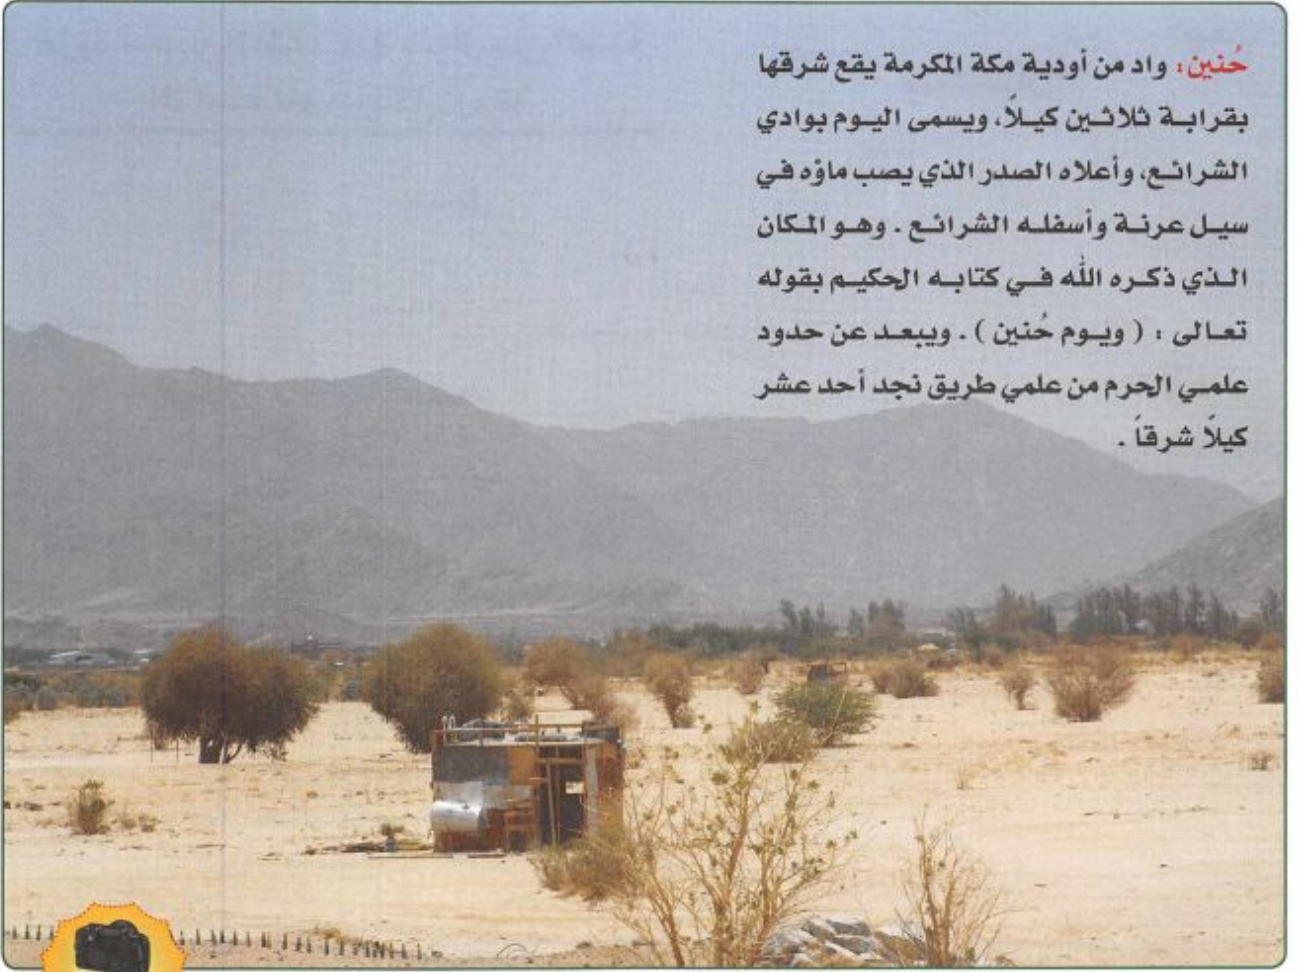 حُنين: واد من أودية مكة المكرمة يقع شرقها
بقرابة ثلاثين كيلاً، ويسمى اليوم بوادي
الشرائع، وأعلاه الصدر الذي يصب ماؤه في
سيل عرنة وأسفله الشرائع . وهو المكان
الذي ذكره الله في كتابه الحكيم بقوله
تعالى : ( ويوم حُنين ) . ويبعد عن حدود
علمي الحرم من علمي طريق نجد أحد عشر
كيلاً شرقاً .